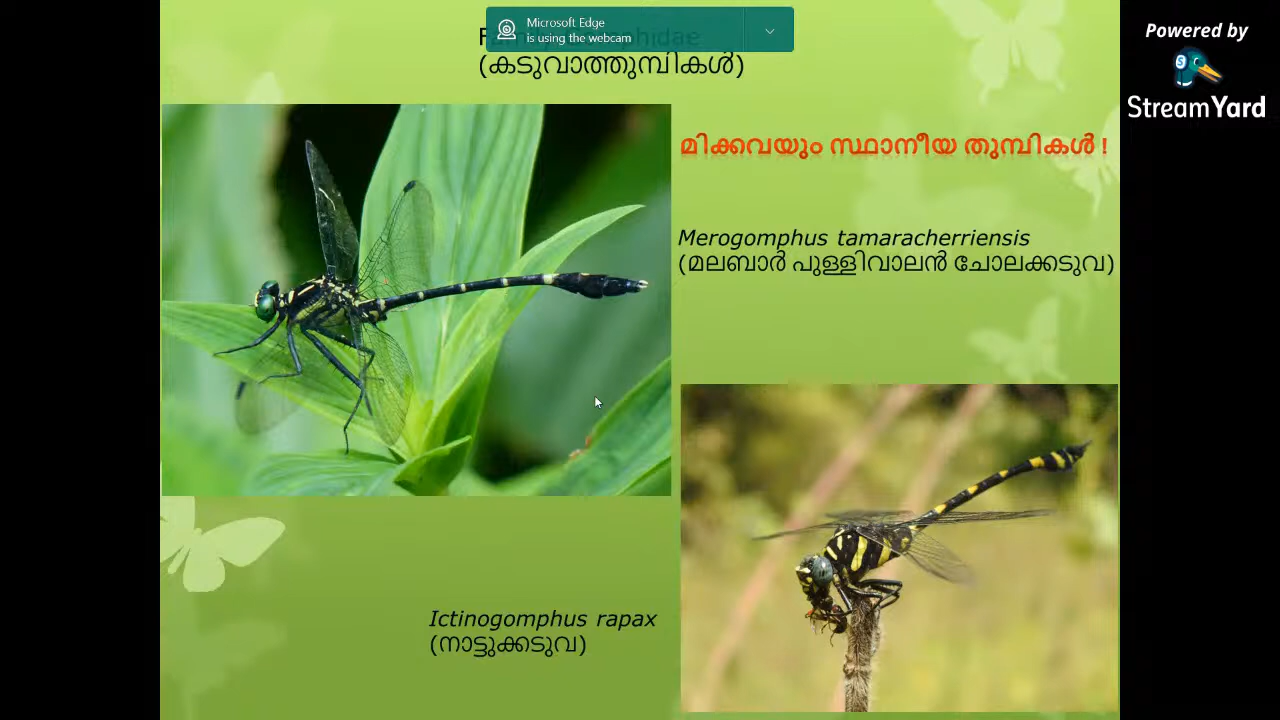 Microsoft Edge
is using the webcam
(കടുവാത്തുമ്പികൾ)
Powered by
StreamYard
മിക്കവയും സ്ഥാനീയ തുമ്പികൾ !
Merogomphus tamaracherriensis
(മലബാർ പുള്ളിവാലൻ ചോലക്കടുവ)
Ictinogomphus rapax
(നാട്ടുക്കടുവ)